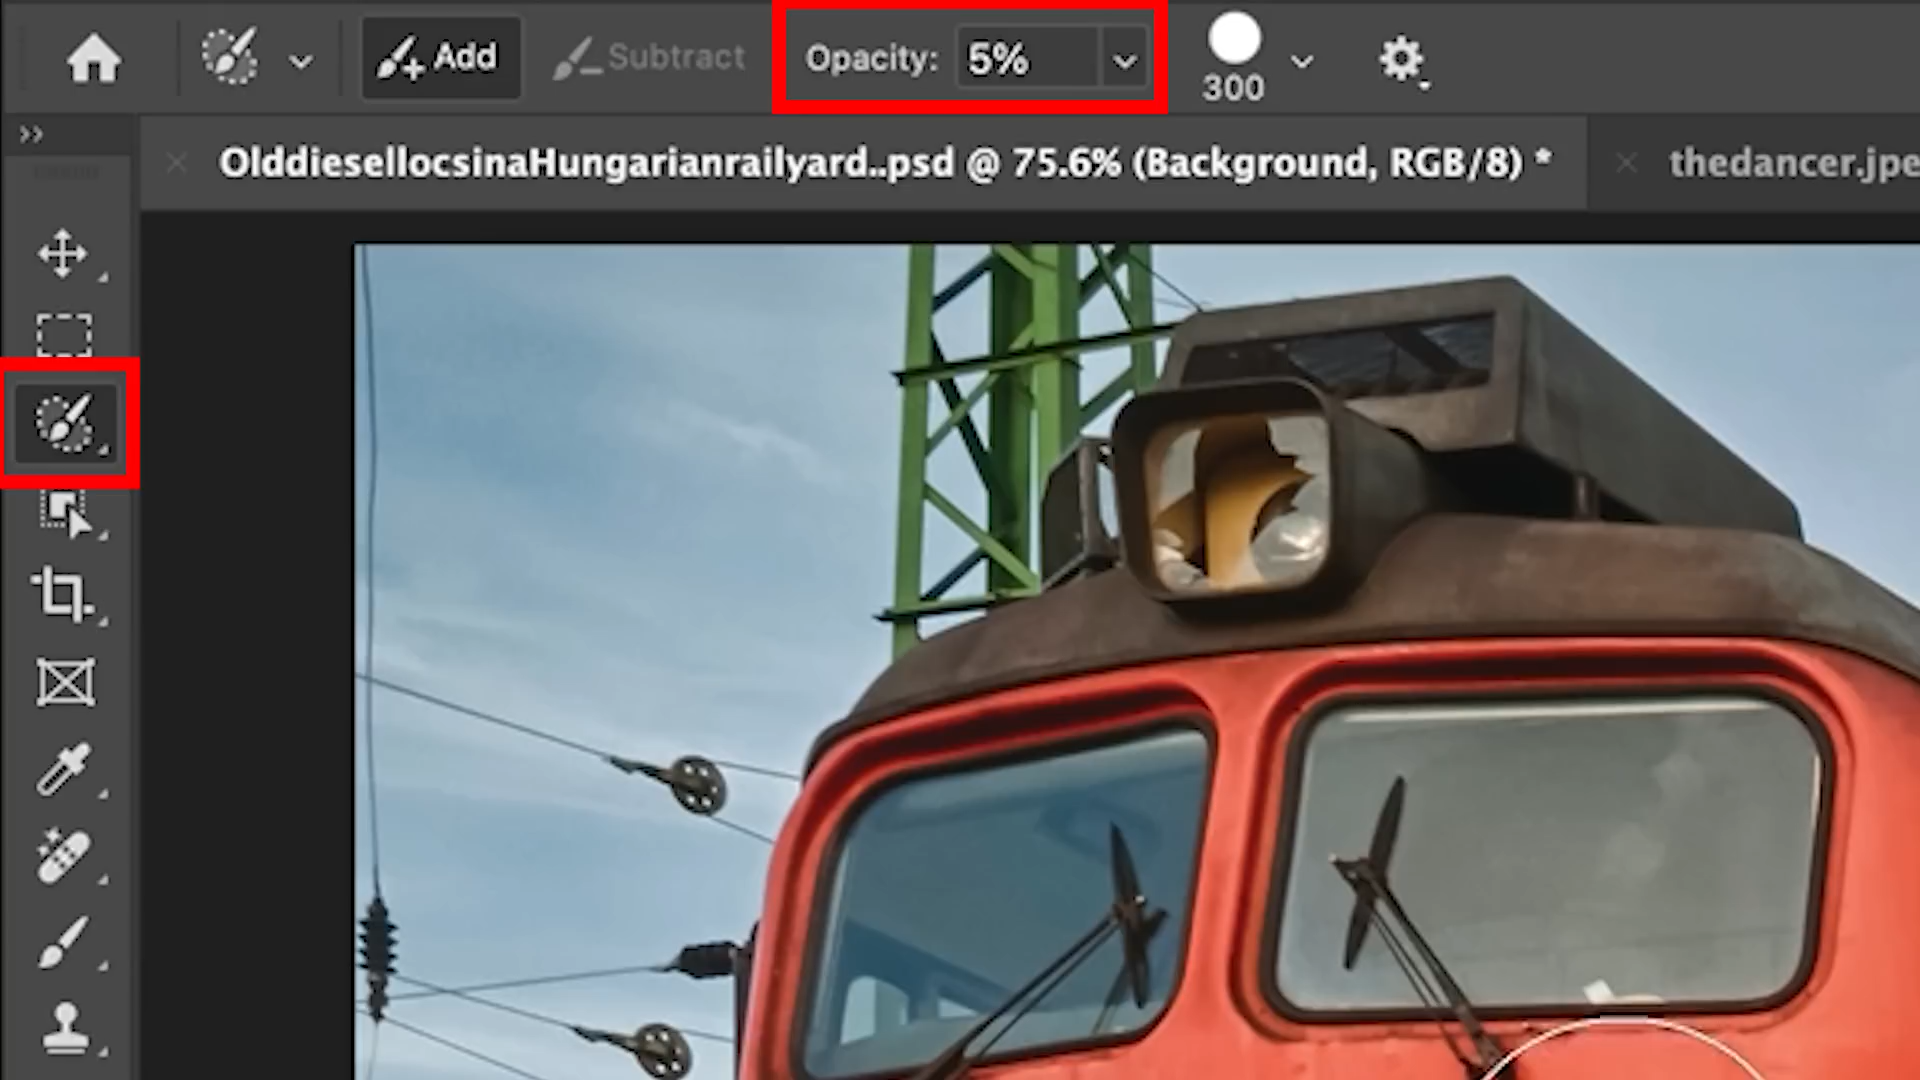 Add
Subtract
Opacity: 5%
300
OlddiesellocsinaHungarianrailyard..psd @ 75.6% (Background, RGB/8) *
thedancer.jpe